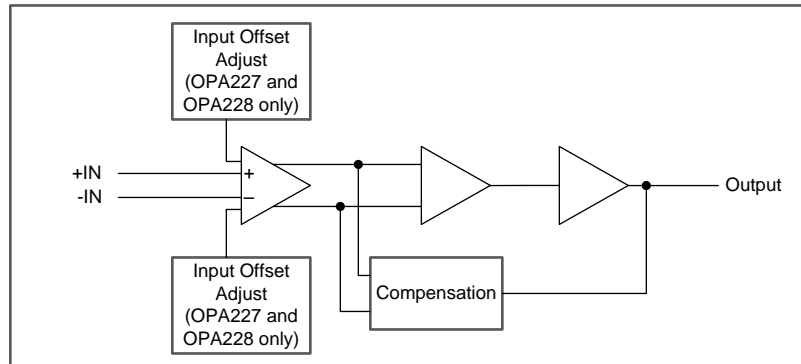 Input Offset
Adjust
(OPA227 and
OPA228 only)
+IN
-IN
+
–
Output
Input Offset
Adjust
(OPA227 and
OPA228 only)
Compensation